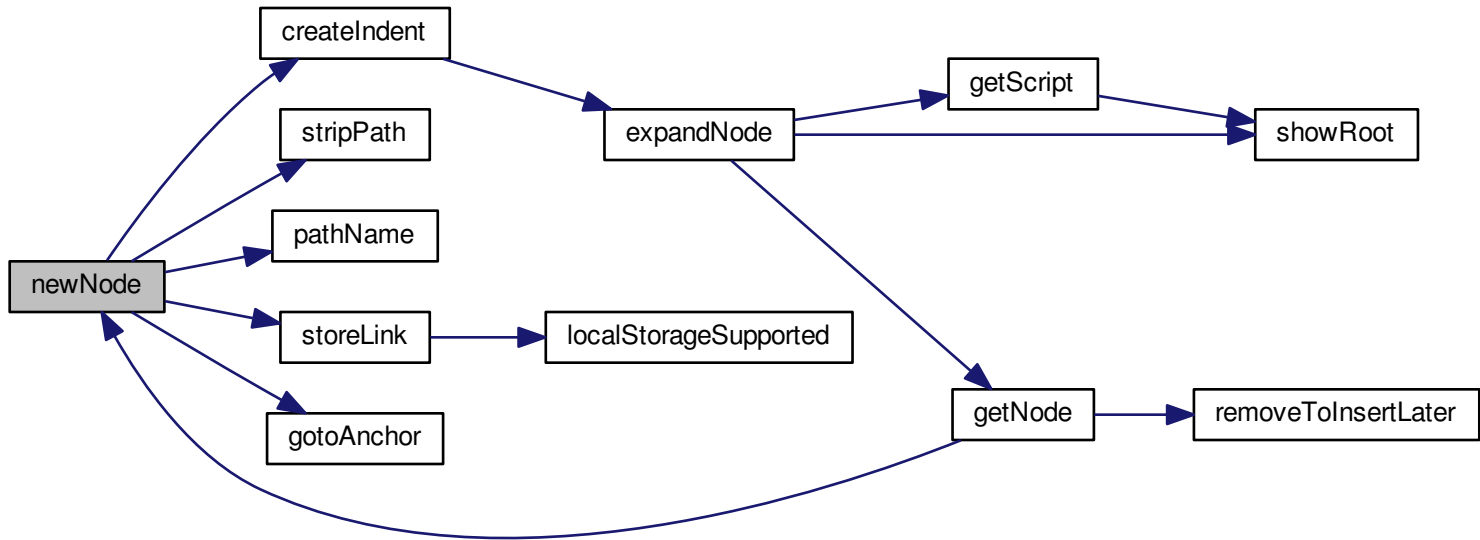 createIndent
getScript
stripPath
expandNode
showRoot
pathName
newNode
storeLink
localStorageSupported
getNode
removeToInsertLater
gotoAnchor